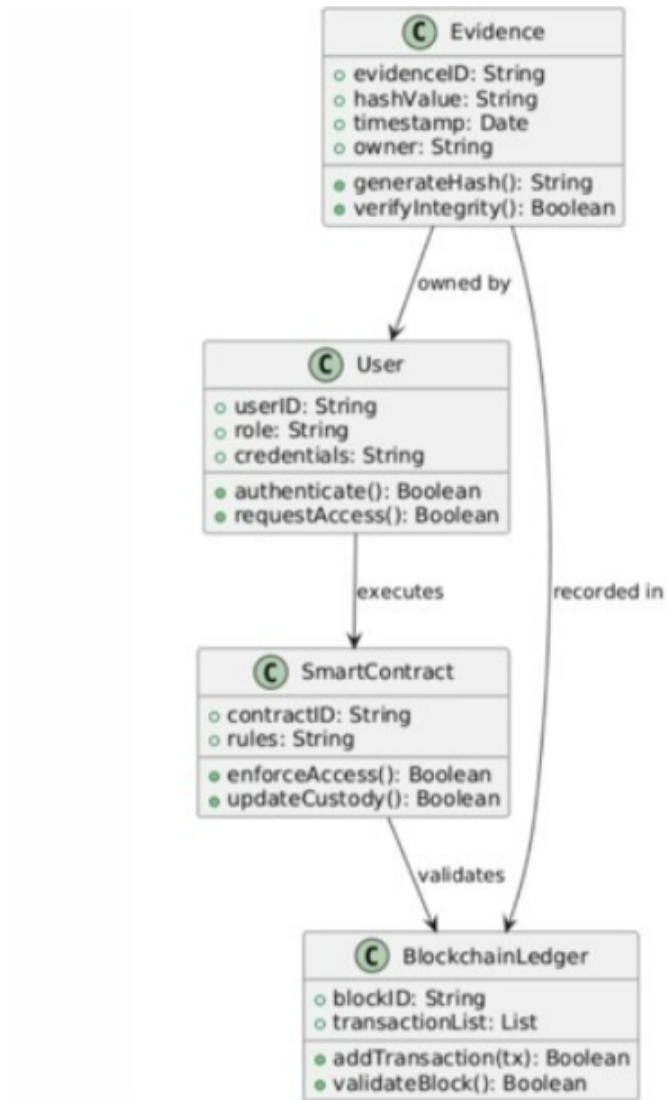 C Evidence
evidenceID: String
hashValue: String
timestamp: Date
owner: String
generateHash(): String
verifyIntegrity(): Boolean
owned by
C User
userID: String
role: String
credentials: String
authenticate(): Boolean
requestAccess(): Boolean
executes
recorded in
C SmartContract
contractID: String
rules: String
enforceAccess(): Boolean
updateCustody(): Boolean
validates
C BlockchainLedger
blockID: String
transactionList: List
addTransaction(tx): Boolean
validateBlock(): Boolean